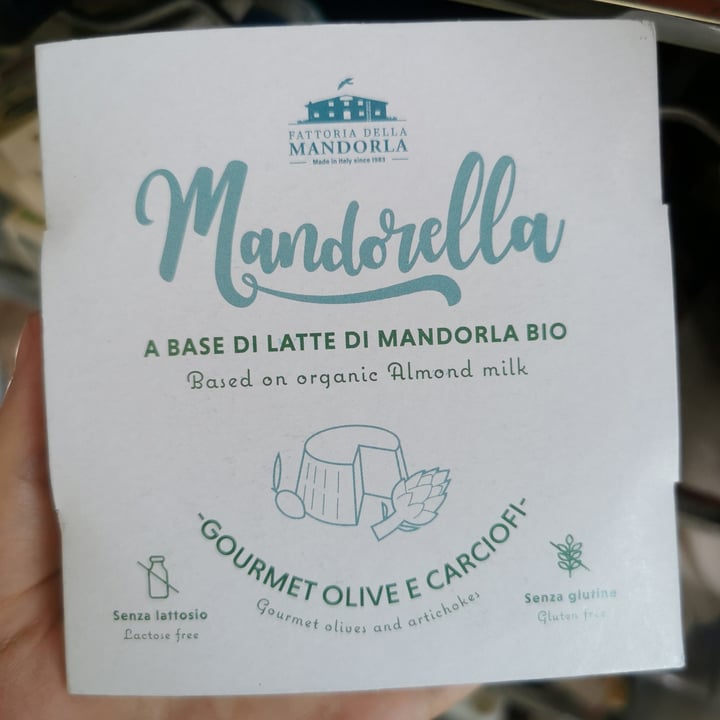 FATTORIA DELLA
MANDORLA
Made in Italy since 1983
Mandorella
A BASE DI LATTE DI MANDORLA BIO
Based on organic Almond milk
-GOURMET OLIVE E CARCIOFI-
Gourmet olives and artichokes
Senza lattosio
Lactose free
Senza glutine
Gluten free